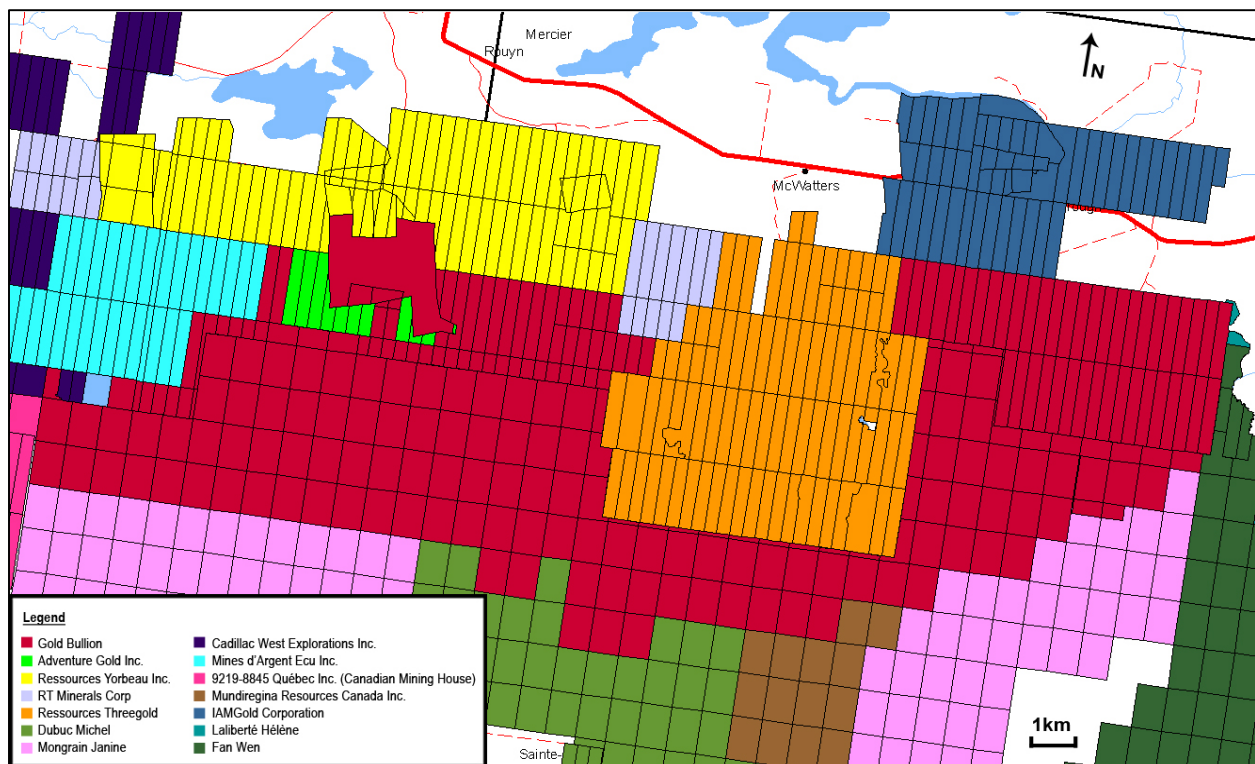 Mercier
Rouyn
N
McWatters
Legend
Gold Bullion
Adventure Gold Inc.
Ressources Yorbeau Inc.
RT Minerals Corp
Ressources Threegold
Dubuc Michel
Mongrain Janine
Cadillac West Explorations Inc.
Mines d'Argent Ecu Inc.
9219-8845 Québec Inc. (Canadian Mining House)
Mundiregina Resources Canada Inc.
IAMGold Corporation
Laliberté Hélène
Fan Wen
1km
Sainte-